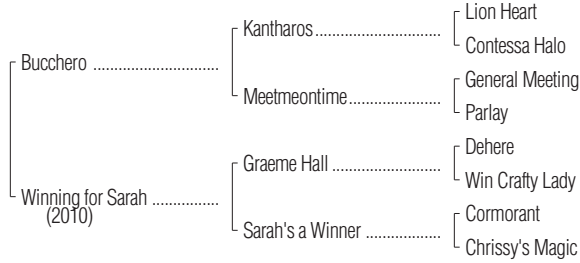 Lion Heart
Kantharos
Contessa Halo
Bucchero
General Meeting
Meetmeontime
Parlay
Dehere
Graeme Hall
Win Crafty Lady
Winning for Sarah
(2010)
Cormorant
Sarah's a Winner
Chrissy's Magic